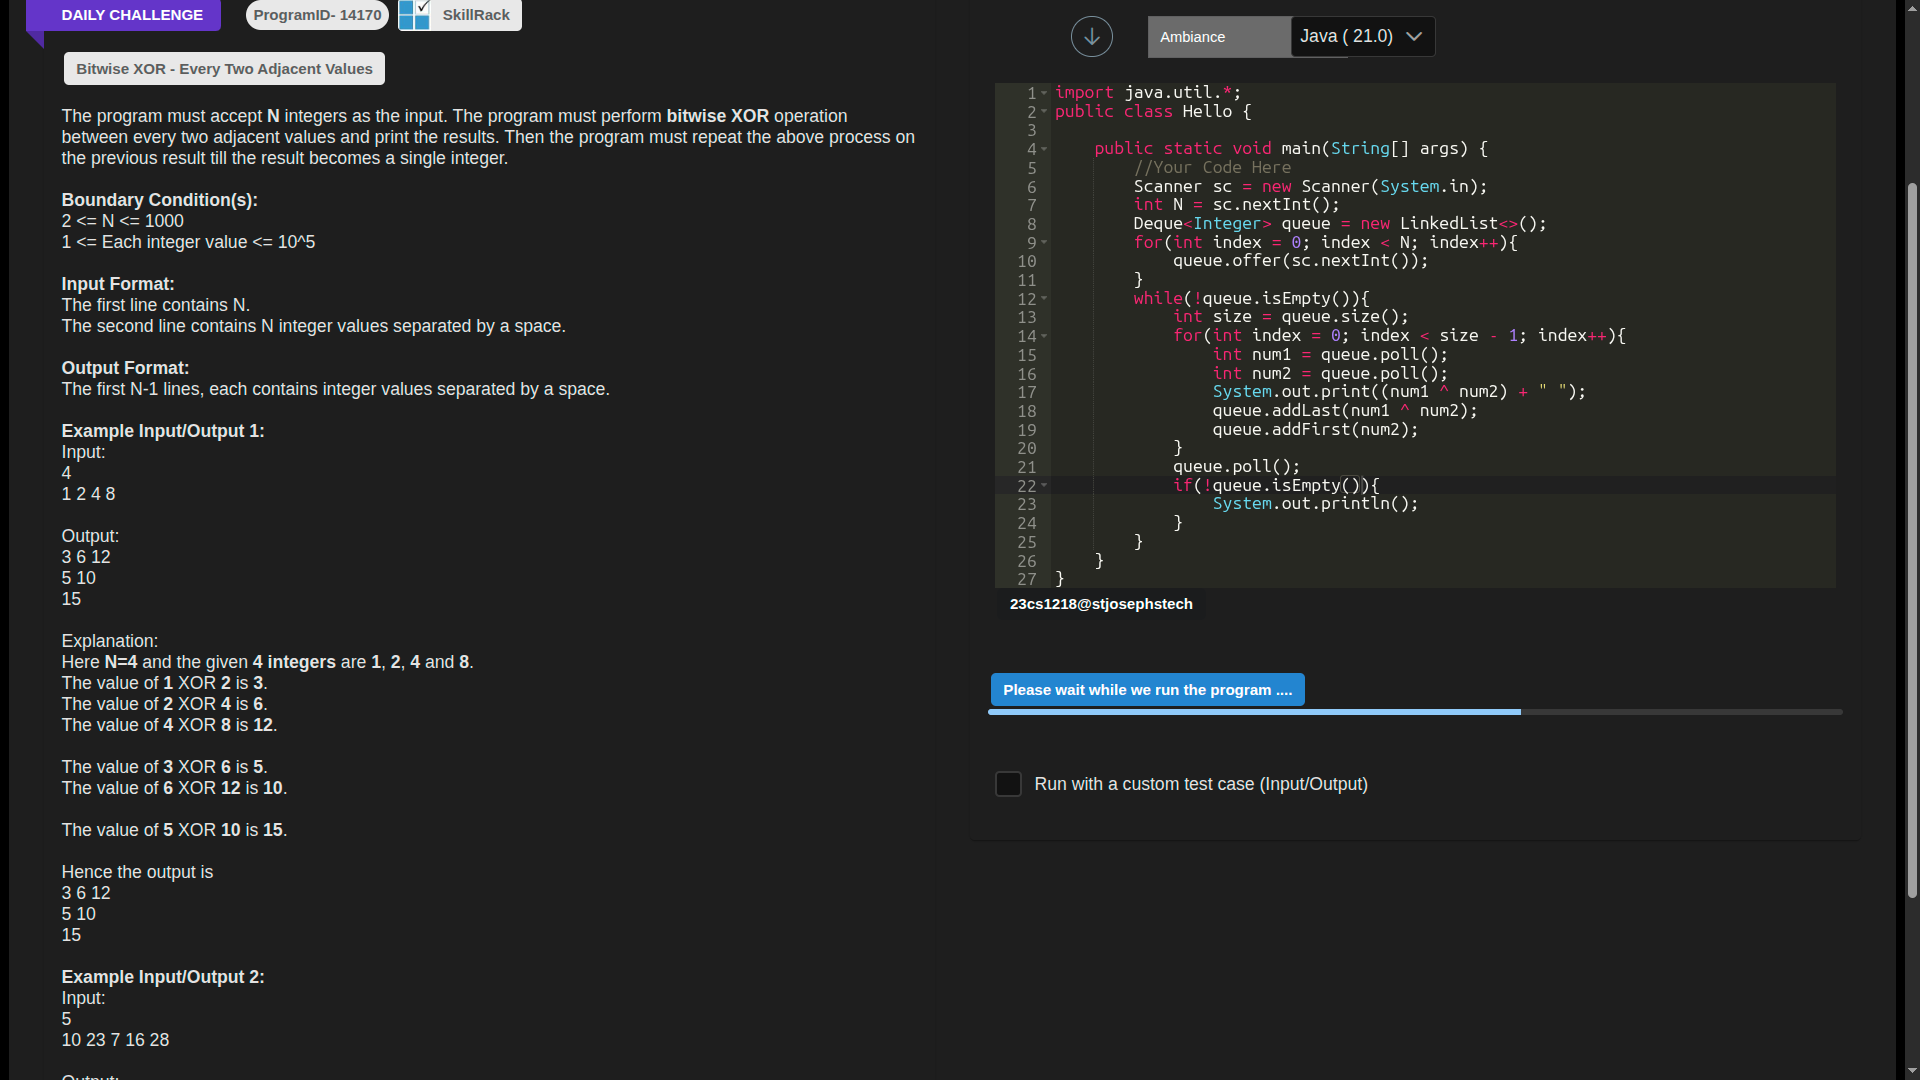 DAILY CHALLENGE
ProgramID- 14170
SkillRack
Bitwise XOR - Every Two Adjacent Values
The program must accept N integers as the input. The program must perform bitwise XOR operation
between every two adjacent values and print the results. Then the program must repeat the above process on
the previous result till the result becomes a single integer.
Boundary Condition(s):
2 <= N <= 1000
1 <= Each integer value <= 10^5
Input Format:
The first line contains N.
The second line contains N integer values separated by a space.
Output Format:
The first N-1 lines, each contains integer values separated by a space.
Example Input/Output 1:
Input:
4
1 2 4 8
Output:
3 6 12
5 10
15
Explanation:
Here N=4 and the given 4 integers are 1, 2, 4 and 8.
The value of 1 XOR 2 is 3.
The value of 2 XOR 4 is 6.
The value of 4 XOR 8 is 12.
The value of 3 XOR 6 is 5.
The value of 6 XOR 12 is 10.
The value of 5 XOR 10 is 15.
Hence the output is
3 6 12
5 10
15
Example Input/Output 2:
Input:
5
10 23 7 16 28
Output:
Ambiance
Java ( 21.0)
1 import java.util.*;
2 public class Hello {
3
4 public static void main(String[] args) {
5 //Your Code Here
6 Scanner sc = new Scanner(System.in);
7 int N = sc.nextInt();
8 Deque<Integer> queue = new LinkedList<>();
9 for(int index = 0; index < N; index++){
10 queue.offer(sc.nextInt());
11 }
12 while(!queue.isEmpty()){
13 int size = queue.size();
14 for(int index = 0; index < size - 1; index++){
15 int num1 = queue.poll();
16 int num2 = queue.poll();
17 System.out.print((num1 ^ num2) + " ");
18 queue.addLast(num1 ^ num2);
19 queue.addFirst(num2);
20 }
21 queue.poll();
22 if(!queue.isEmpty()){
23 System.out.println();
24 }
25 }
26 }
27 }
23cs1218@stjosephstech
Please wait while we run the program ....
Run with a custom test case (Input/Output)